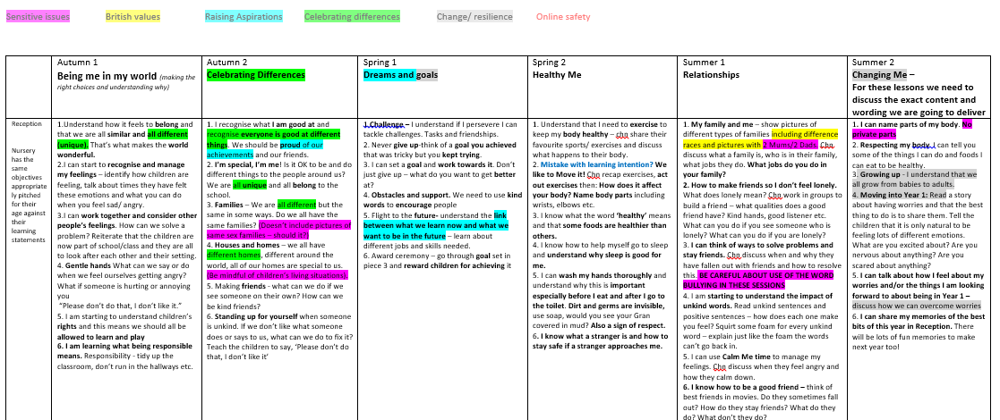 Sensitive issues British values Raising Aspirations Celebrating differences Change/ resilience Online safety
Autumn 1
Being me in my world (making the
right choices and understanding why)
Autumn 2
Celebrating Differences
Spring 1
Dreams and goals
Spring 2
Healthy Me
Summer 1
Relationships
Summer 2
Changing Me –
For these lessons we need to
discuss the exact content and
wording we are going to deliver
Reception
Nursery
has the
same
objectives
appropriate
ly pitched
for their
age against
their
learning
statements
1.Understand how it feels to belong and
that we are all similar and all different
(unique). That's what makes the world
wonderful.
2.I can start to recognise and manage
my feelings – identify how children are
feeling, talk about times they have felt
these emotions and what you can do
when you feel sad/ angry.
3.I can work together and consider other
people's feelings. How can we solve a
problem? Reiterate that the children are
now part of school/class and they are all
to look after each other and their setting.
4. Gentle hands What can we say or do
when we feel ourselves getting angry?
What if someone is hurting or annoying
you
"Please don't do that, I don't like it."
5. I am starting to understand children's
rights and this means we should all be
allowed to learn and play
6. I am learning what being responsible
means. Responsibility - tidy up the
classroom, don't run in the hallways etc.
1. I recognise what I am good at and
recognise everyone is good at different
things. We should be proud of our
achievements and our friends.
2. I'm special, I'm me! Is it OK to be and do
different things to the people around us?
We are all unique and all belong to the
school.
3. Families – We are all different but the
same in some ways. Do we all have the
same families? (Doesn't include pictures of
same sex families – should it?)
4. Houses and homes – we all have
different homes, different around the
world, all of our homes are special to us.
(Be mindful of children's living situations).
5. Making friends - what can we do if we
see someone on their own? How can we
be kind friends?
6. Standing up for yourself when someone
is unkind. If we don't like what someone
does or says to us, what can we do to fix it?
Teach the children to say, 'Please don't do
that, I don't like it'
1.Challenge – I understand if I persevere I can
tackle challenges. Tasks and friendships.
2. Never give up-think of a goal you achieved
that was tricky but you kept trying.
3. I can set a goal and work towards it. Don't
just give up – what do you want to get better
at?
4. Obstacles and support. We need to use kind
words to encourage people
5. Flight to the future- understand the link
between what we learn now and what we
want to be in the future – learn about
different jobs and skills needed.
6. Award ceremony – go through goal set in
piece 3 and reward children for achieving it
1. Understand that I need to exercise to
keep my body healthy – chn share their
favourite sports/ exercises and discuss
what happens to their body.
2. Mistake with learning intention? We
like to Move it! Chn recap exercises, act
out exercises then: How does it affect
your body? Name body parts including
wrists, elbows etc.
3. I know what the word 'healthy' means
and that some foods are healthier than
others.
4. I know how to help myself go to sleep
and understand why sleep is good for
me.
5. I can wash my hands thoroughly and
understand why this is important
especially before I eat and after I go to
the toilet. Dirt and germs are invisible,
use soap, would you see your Gran
covered in mud? Also a sign of respect.
6. I know what a stranger is and how to
stay safe if a stranger approaches me.
1. My family and me – show pictures of
different types of families including difference
races and pictures with 2 Mums/2 Dads. Chn
discuss what a family is, who is in their family,
what jobs they do. What jobs do you do in
your family?
2. How to make friends so I don't feel lonely.
What does lonely mean? Chn work in groups to
build a friend – what qualities does a good
friend have? Kind hands, good listener etc.
What can you do if you see someone who is
lonely? What can you do if you are lonely?
3. I can think of ways to solve problems and
stay friends. Chn discuss when and why they
have fallen out with friends and how to resolve
this. BE CAREFUL ABOUT USE OF THE WORD
BULLYING IN THESE SESSIONS
4. I am starting to understand the impact of
unkind words. Read unkind sentences and
positive sentences – how does each one make
you feel? Squirt some foam for every unkind
word – explain just like the foam the words
can't go back in.
5. I can use Calm Me time to manage my
feelings. Chn discuss when they feel angry and
how they calm down.
6. I know how to be a good friend – think of
best friends in movies. Do they sometimes fall
out? How do they stay friends? What do they
do? What don't they do?
1. I can name parts of my body. No
private parts
2. Respecting my body. I can tell you
some of the things I can do and foods I
can eat to be healthy.
3. Growing up - I understand that we
all grow from babies to adults.
4. Moving into Year 1: Read a story
about having worries and that the best
thing to do is to share them. Tell the
children that it is only natural to be
feeling lots of different emotions.
What are you excited about? Are you
nervous about anything? Are you
scared about anything?
5. I can talk about how I feel about my
worries and/or the things I am looking
forward to about being in Year 1 –
discuss how we can overcome worries
6. I can share my memories of the best
bits of this year in Reception. There
will be lots of fun memories to make
next year too!